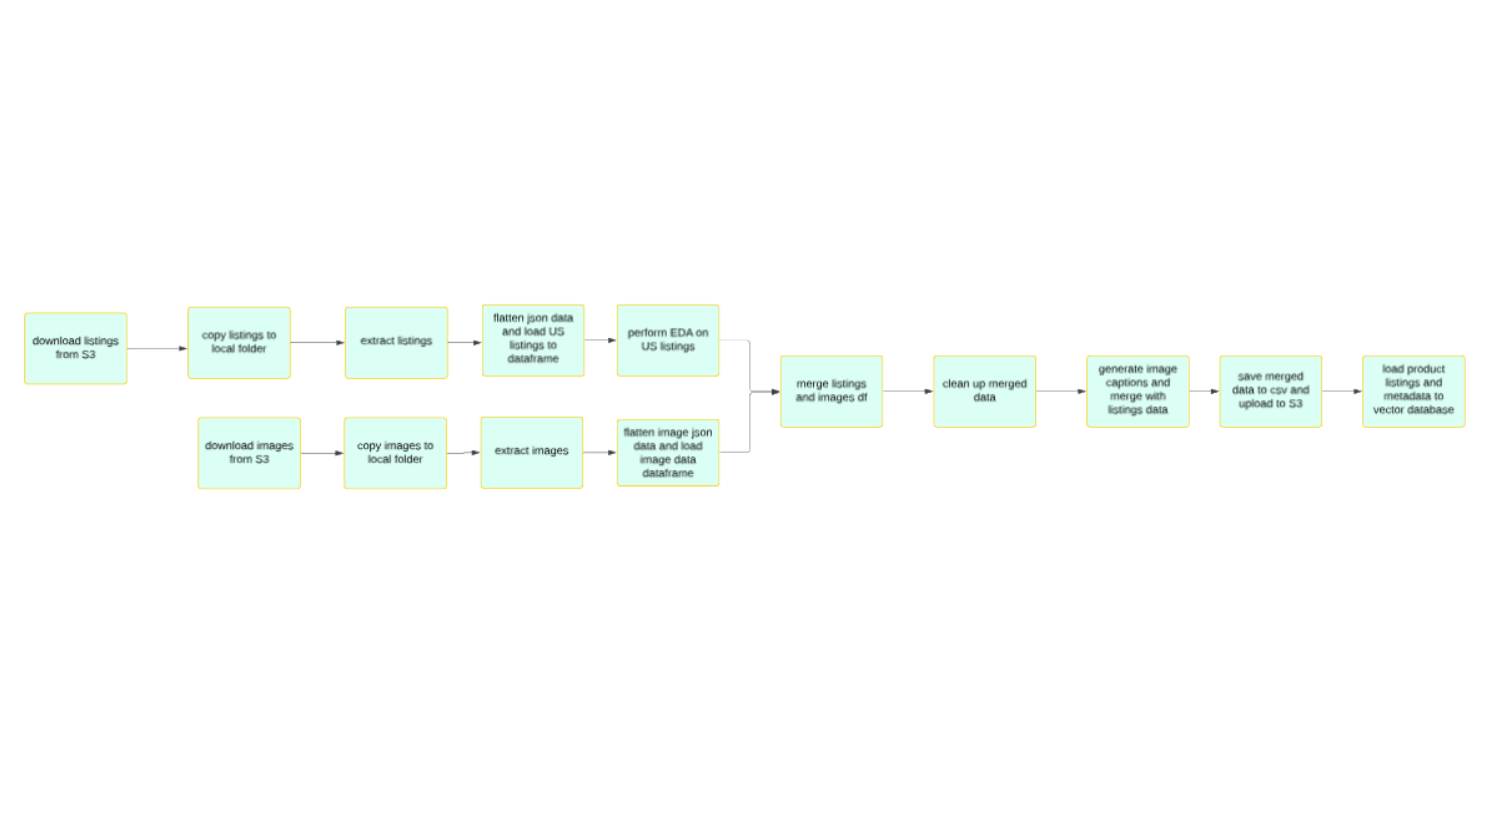 download listings
from S3
copy listings to
local folder
extract listings
flatten json data
and load US
listings to
dataframe
perform EDA on
US listings
download images
from S3
copy images to
local folder
extract images
flatten image json
data and load
image data
dataframe
merge listings
and images df
clean up merged
data
generate image
captions and
merge with
listings data
save merged
data to csv and
upload to S3
load product
listings and
metadata to
vector database